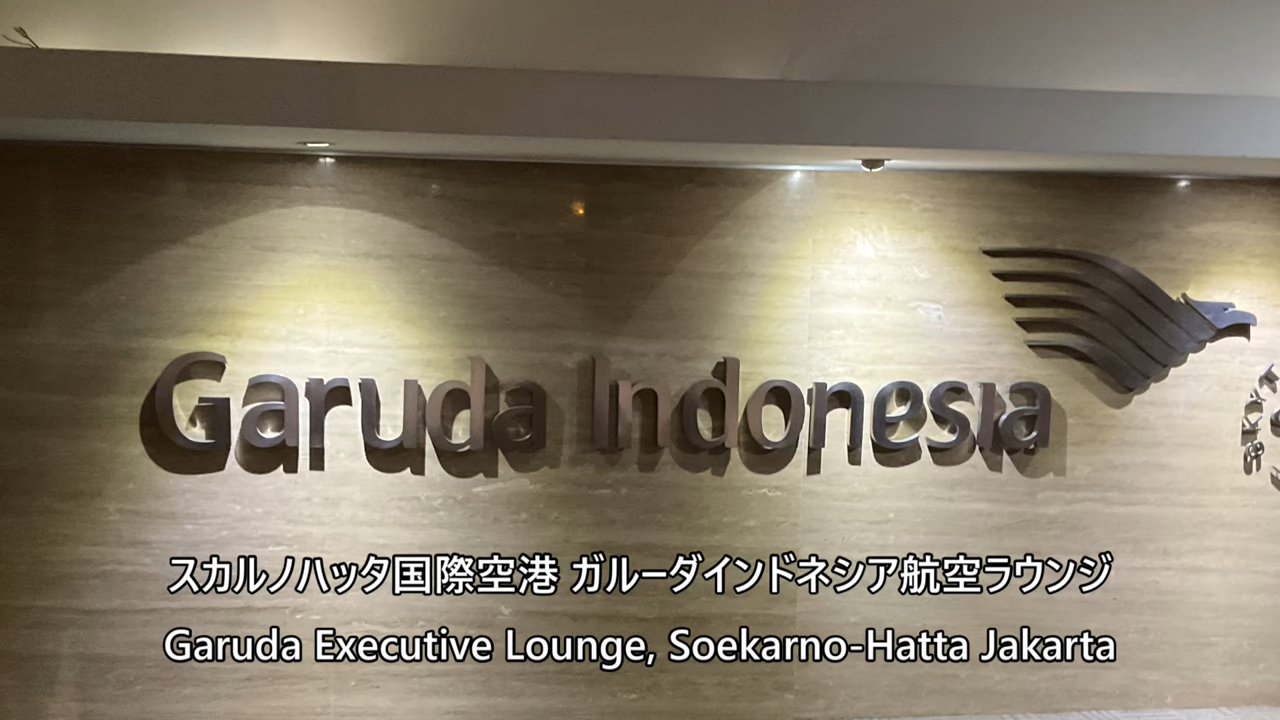 Garuda Indonesia
スカルノハッタ国際空港 ガルーダインドネシア航空ラウンジ
Garuda Executive Lounge, Soekarno-Hatta Jakarta